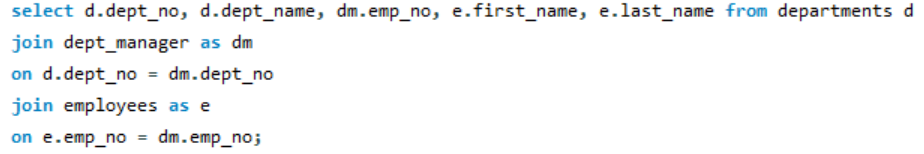 select d.dept_no, d.dept_name, dm.emp_no, e.first_name, e.last_name from departments d
join dept_manager as dm
on d.dept_no = dm.dept_no
join employees as e
on e.emp_no = dm.emp_no;